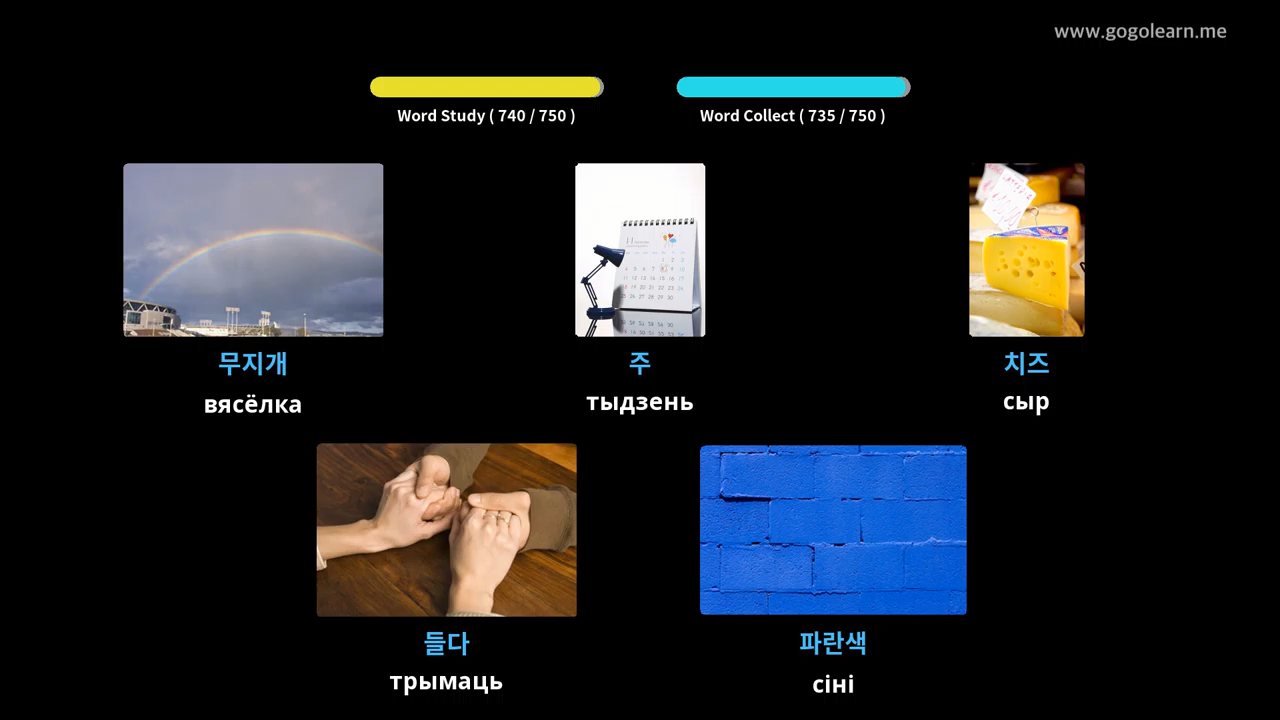 www.gogolearn.me
Word Study ( 740 / 750 )
Word Collect ( 735 / 750 )
무지개
вясёлка
주
тыдзень
치즈
сыр
들다
трымаць
파란색
сіні